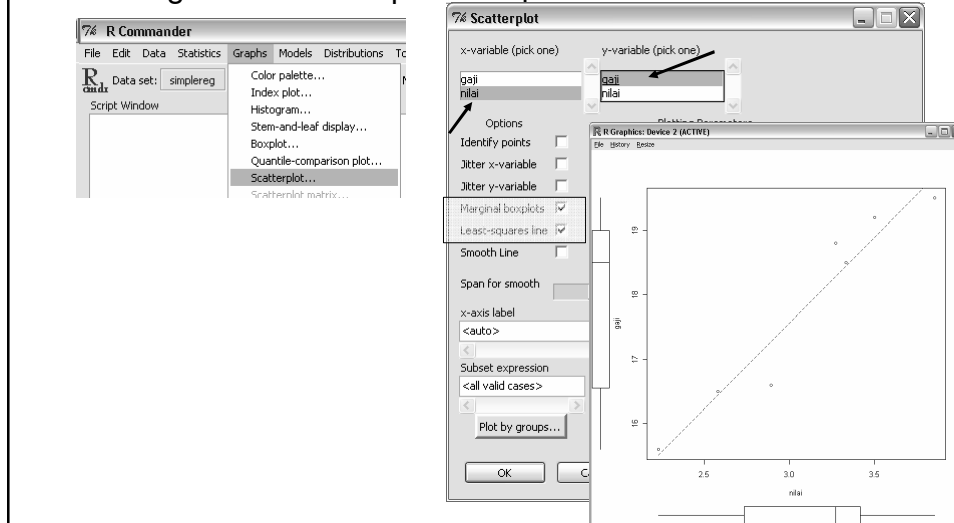 R Commander
File Edit Data Statistics Graphs Models Distributions
Data set: simplereg
Script Window
Color palette...
Index plot...
Histogram...
Stem-and-leaf display...
Boxplot...
Quantile-comparison plot...
Scatterplot...
Scatterplot matrix...
Scatterplot
x-variable (pick one) y-variable (pick one)
gaji
nilai
gaji
nilai
Options
Plotting Parameters
Identify points
Jitter x-variable
Jitter y-variable
Marginal boxplots
Least-squares line
Smooth Line
Span for smooth
x-axis label
<auto>
Subset expression
<all valid cases>
Plot by groups...
OK
R Graphics: Device 2 (ACTIVE)
File History Resize
19
18
17
16
gaji
2.5 3.0 3.5
nilai